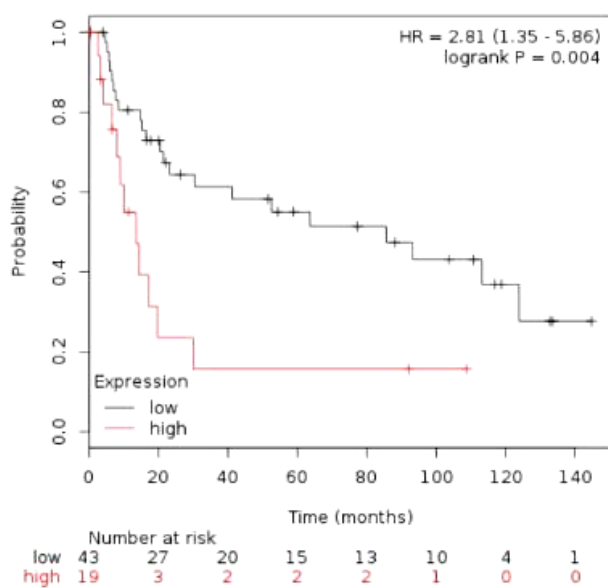 HR = 2.81 (1.35 - 5.86)
logrank P = 0.004
1.0
0.8
0.6
0.4
0.2
0.0
Probability
Expression
low
high
0 20 40 60 80 100 120 140
Time (months)
Number at risk
low 43 27 20 15 13 10 4 1
high 19 3 2 2 2 1 0 0